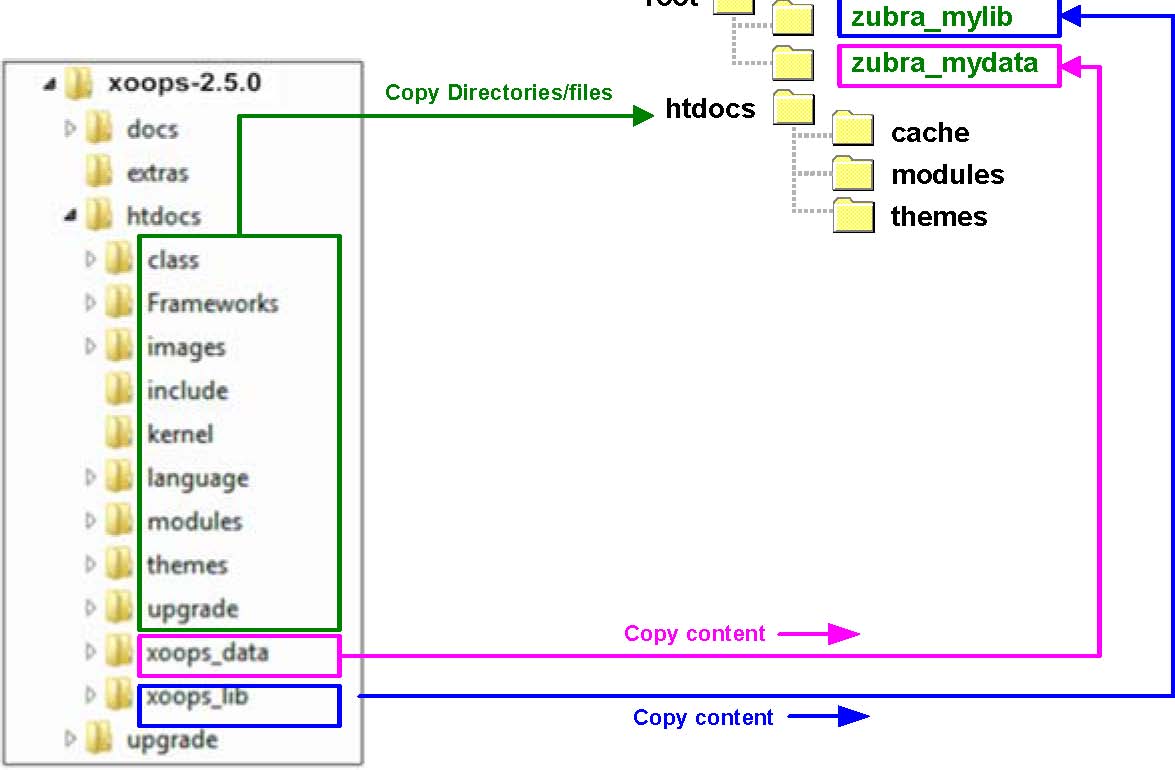 root
zubra_mylib
zubra_mydata
xoops-2.5.0
Copy Directories/files
htdocs
docs
cache
extras
modules
htdocs
themes
class
Frameworks
images
include
kernel
language
modules
themes
upgrade
Copy content
xoops_data
xoops_lib
Copy content
upgrade